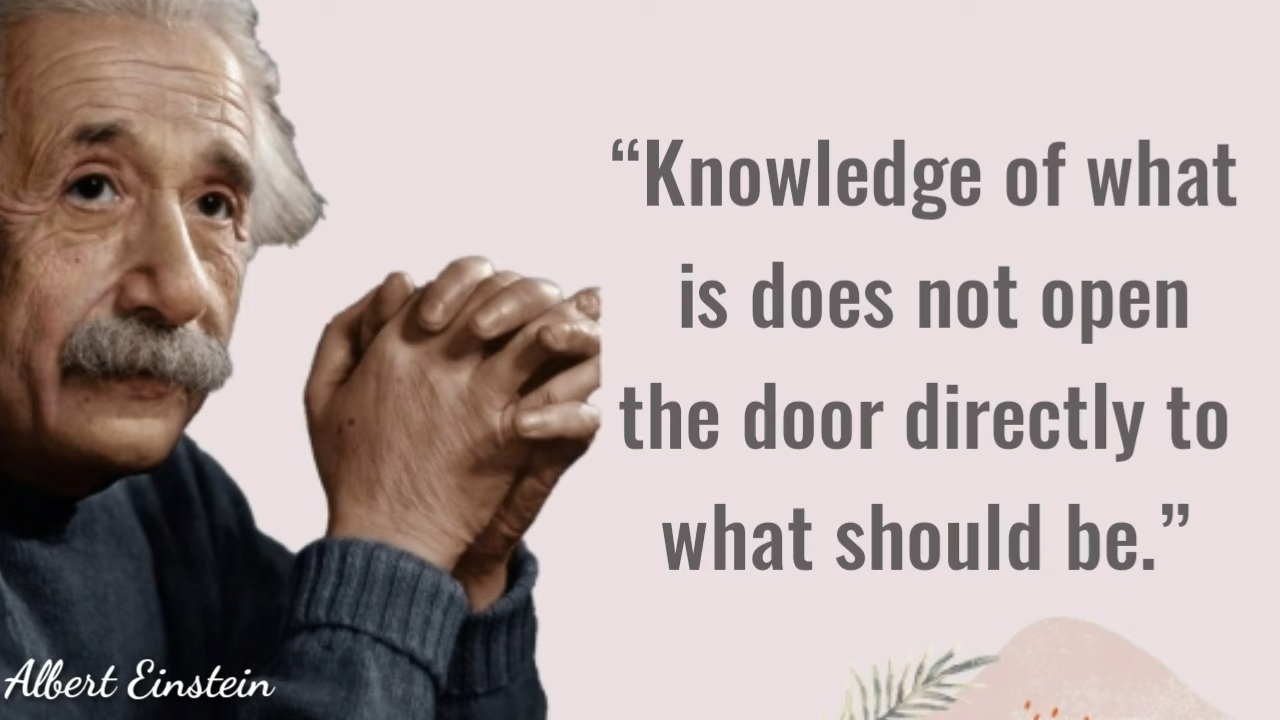 “Knowledge of what
is does not open
the door directly to
what should be.”
Albert Einstein